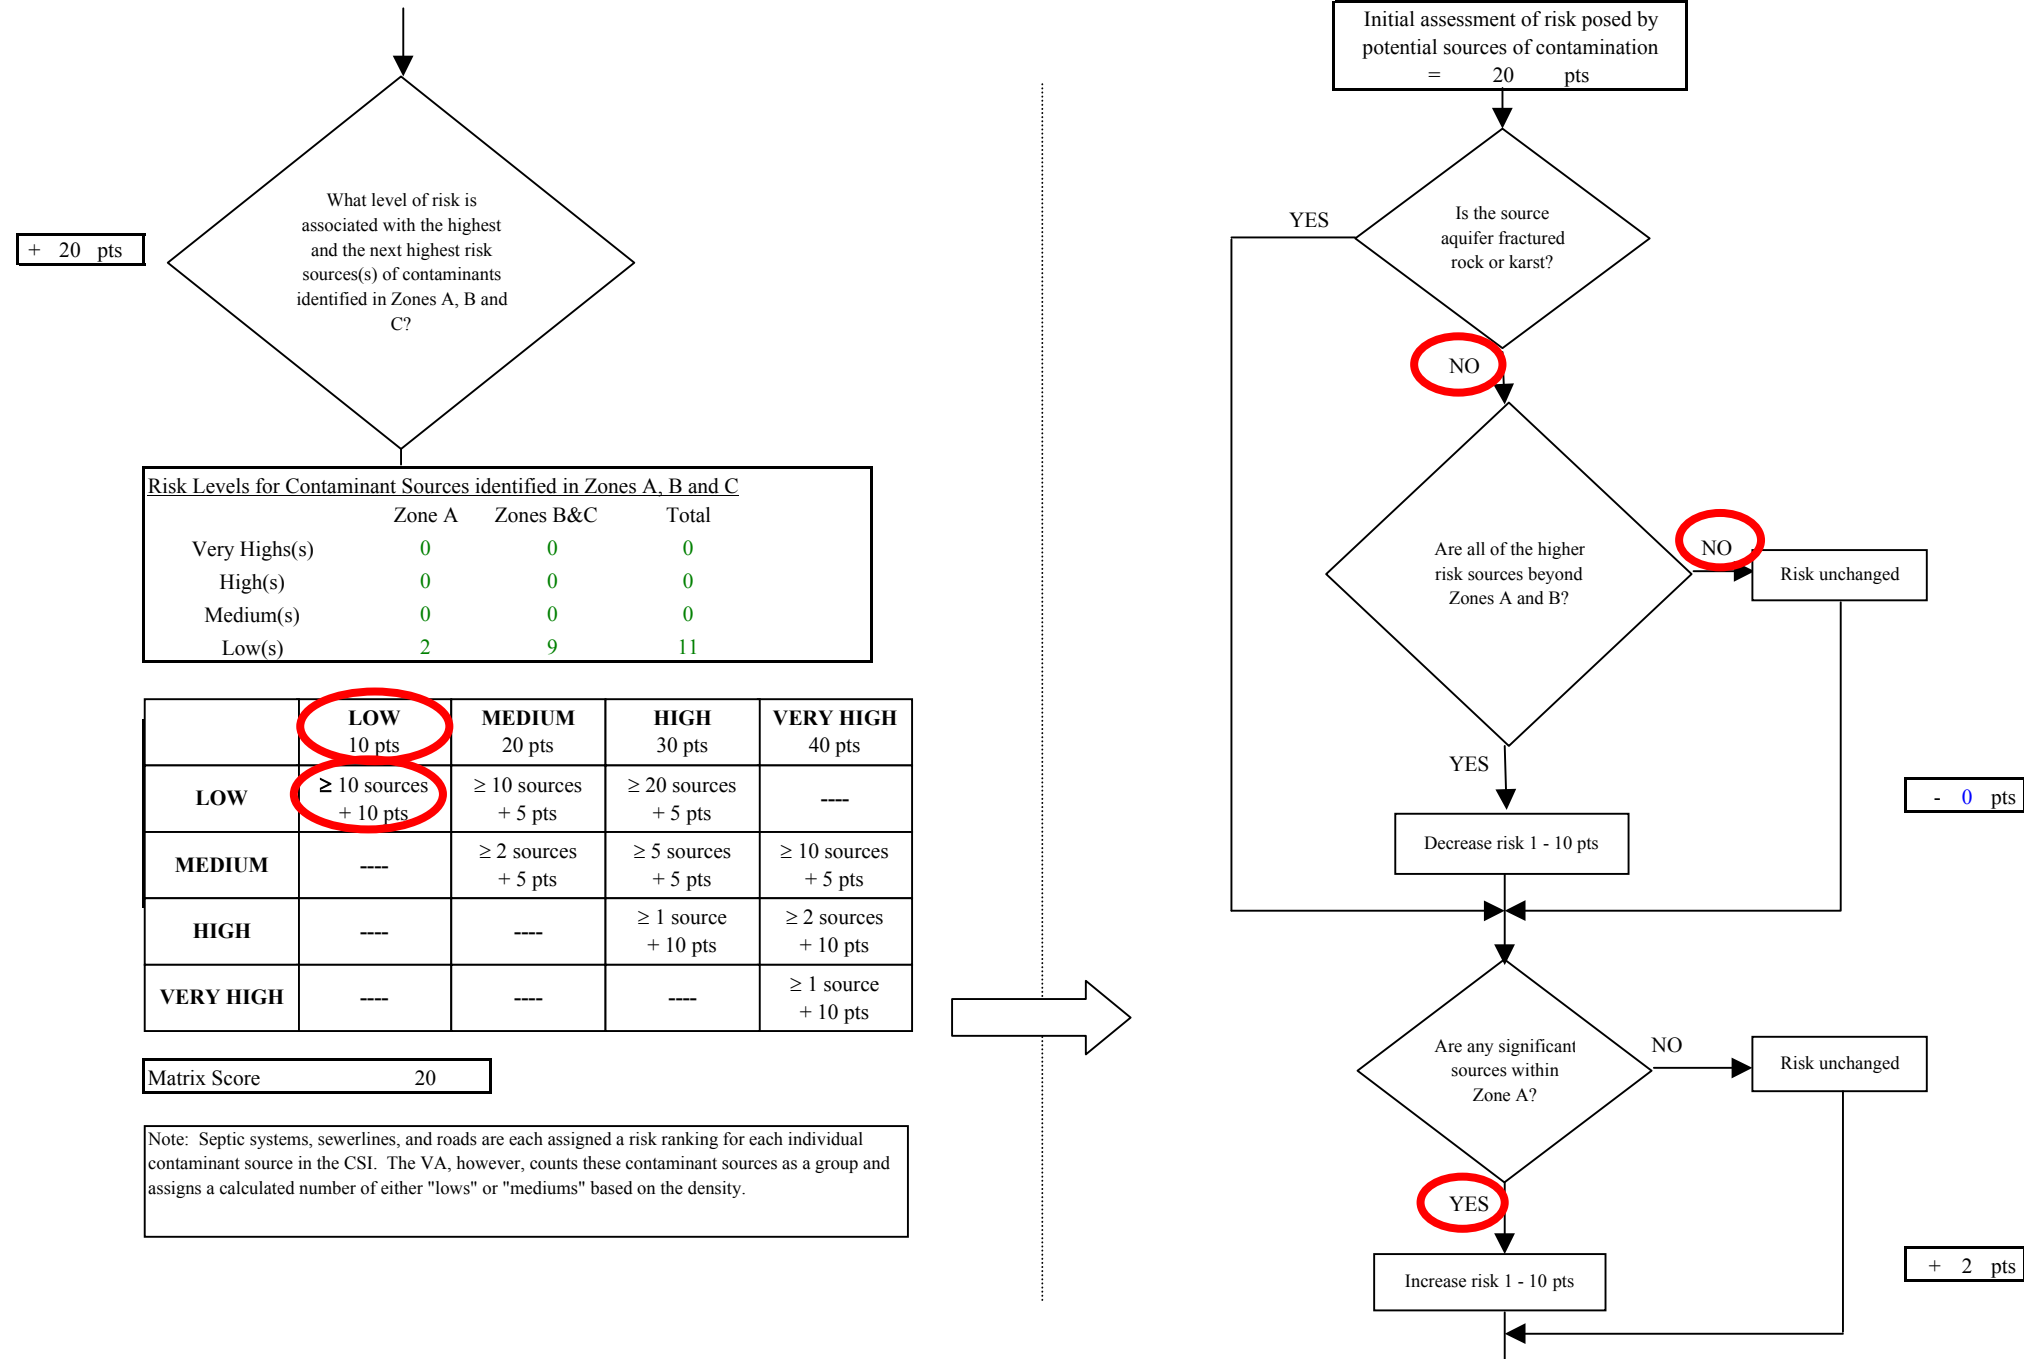 + 20 pts
What level of risk is
associated with the highest
and the next highest risk
sources(s) of contaminants
identified in Zones A, B and
C?
Risk Levels for Contaminant Sources identified in Zones A, B and C
Zone A Zones B&C Total
Very Highs(s) 0 0 0
High(s) 0 0 0
Medium(s) 0 0 0
Low(s) 2 9 11
LOW MEDIUM HIGH VERY HIGH
10 pts 20 pts 30 pts 40 pts
LOW
≥ 10 sources ≥ 10 sources ≥ 20 sources ----
+ 10 pts + 5 pts + 5 pts
MEDIUM
---- ≥ 2 sources ≥ 5 sources ≥ 10 sources
+ 5 pts + 5 pts + 5 pts
HIGH
---- ---- ≥ 1 source ≥ 2 sources
+ 10 pts + 10 pts
VERY HIGH
---- ---- ---- ≥ 1 source
+ 10 pts
Matrix Score 20
Note: Septic systems, sewerlines, and roads are each assigned a risk ranking for each individual
contaminant source in the CSI. The VA, however, counts these contaminant sources as a group and
assigns a calculated number of either "lows" or "mediums" based on the density.
Initial assessment of risk posed by
potential sources of contamination
= 20 pts
Is the source
aquifer fractured
rock or karst?
YES
NO
Are all of the higher
risk sources beyond
Zones A and B?
NO
Risk unchanged
YES
Decrease risk 1 - 10 pts
- 0 pts
Are any significant
sources within
Zone A?
NO
Risk unchanged
YES
Increase risk 1 - 10 pts
+ 2 pts